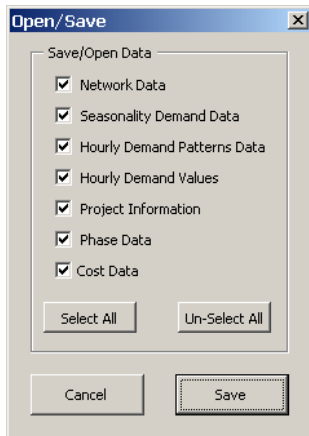 Open/Save
Save/Open Data
Network Data
Seasonality Demand Data
Hourly Demand Patterns Data
Hourly Demand Values
Project Information
Phase Data
Cost Data
Select All Un-Select All
Cancel Save